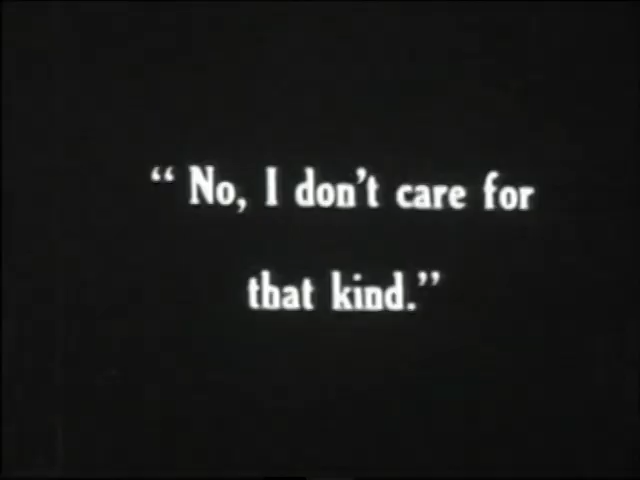 “ No, I don't care for
that kind.”